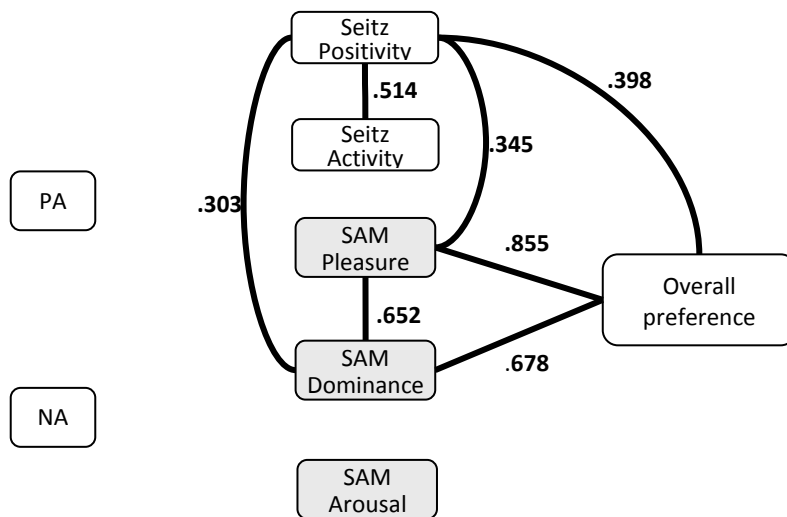 Seitz
Positivity
.514
.398
Seitz
Activity
.345
PA
.303
SAM
Pleasure
.855
Overall
preference
.652
SAM
Dominance
.678
NA
SAM
Arousal